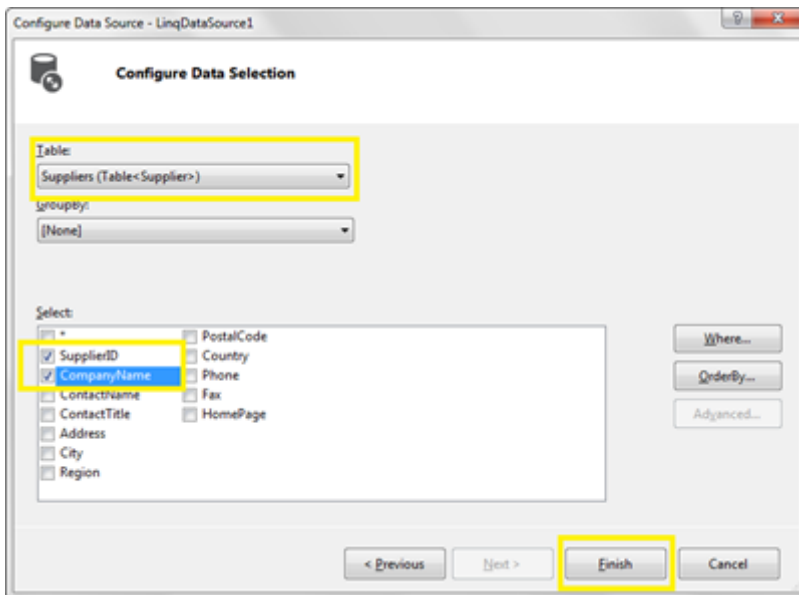 Configure Data Source - LinqDataSource1
Configure Data Selection
Table:
Suppliers (Table<Supplier>)
GroupBy:
[None]
Select:
*
SupplierID
CompanyName
ContactName
ContactTitle
Address
City
Region
PostalCode
Country
Phone
Fax
HomePage
Where...
OrderBy...
Advanced...
< Previous
Next >
Finish
Cancel